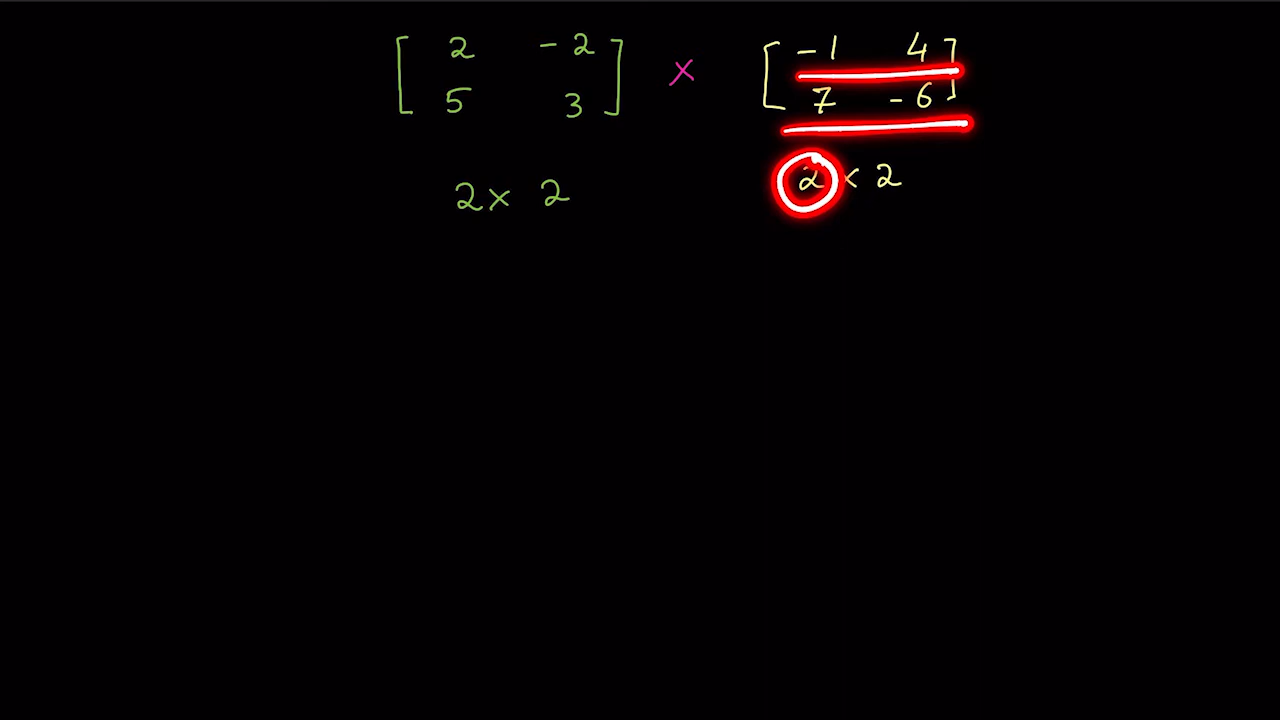 [ 2 -2 ] × [ -1 4 ]
[ 5 3 ] [ 7 -6 ]
2 × 2 2 × 2